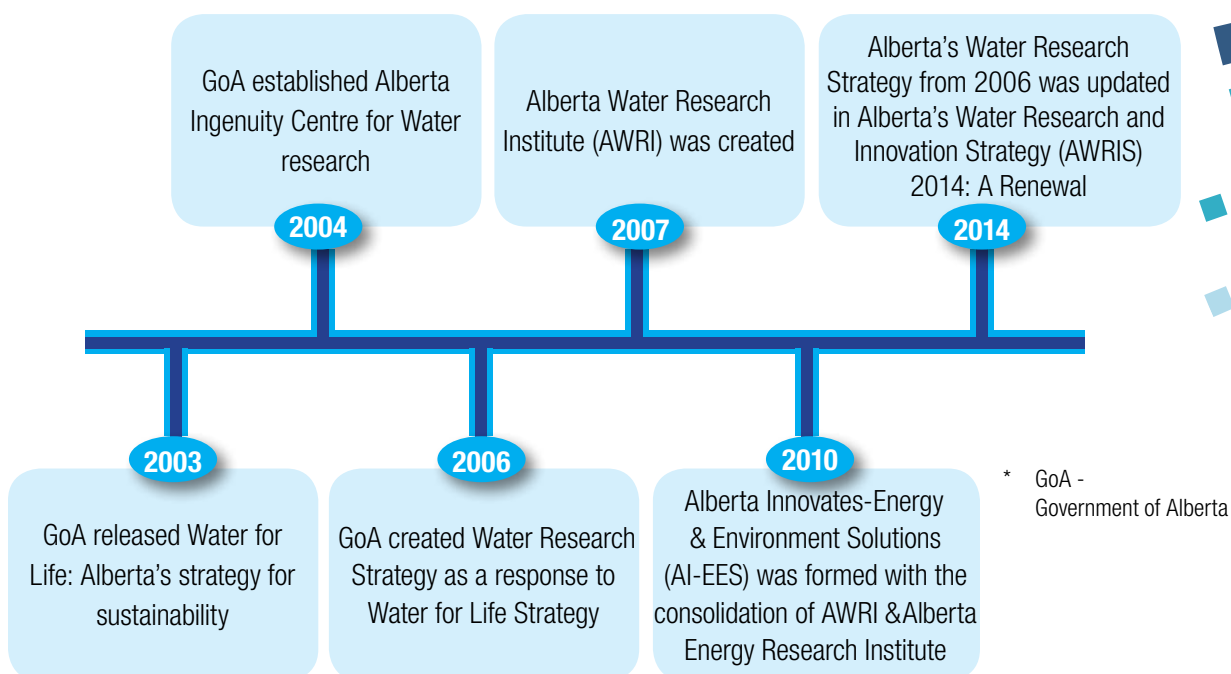 GoA established Alberta
Ingenuity Centre for Water
research
2004
Alberta Water Research
Institute (AWRI) was created
2007
Alberta's Water Research
Strategy from 2006 was updated
in Alberta's Water Research and
Innovation Strategy (AWRIS)
2014: A Renewal
2014
2003
GoA released Water for
Life: Alberta's strategy for
sustainability
2006
GoA created Water Research
Strategy as a response to
Water for Life Strategy
2010
Alberta Innovates-Energy
& Environment Solutions
(AI-EES) was formed with the
consolidation of AWRI &Alberta
Energy Research Institute
* GoA -
Government of Alberta